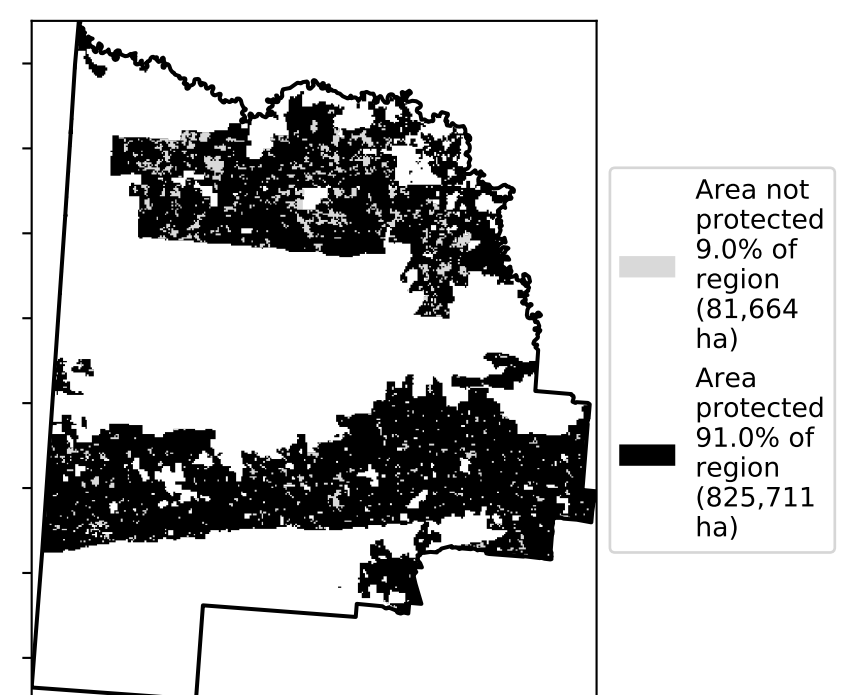 Area not
protected
9.0% of
region
(81,664
ha)
Area
protected
91.0% of
region
(825,711
ha)